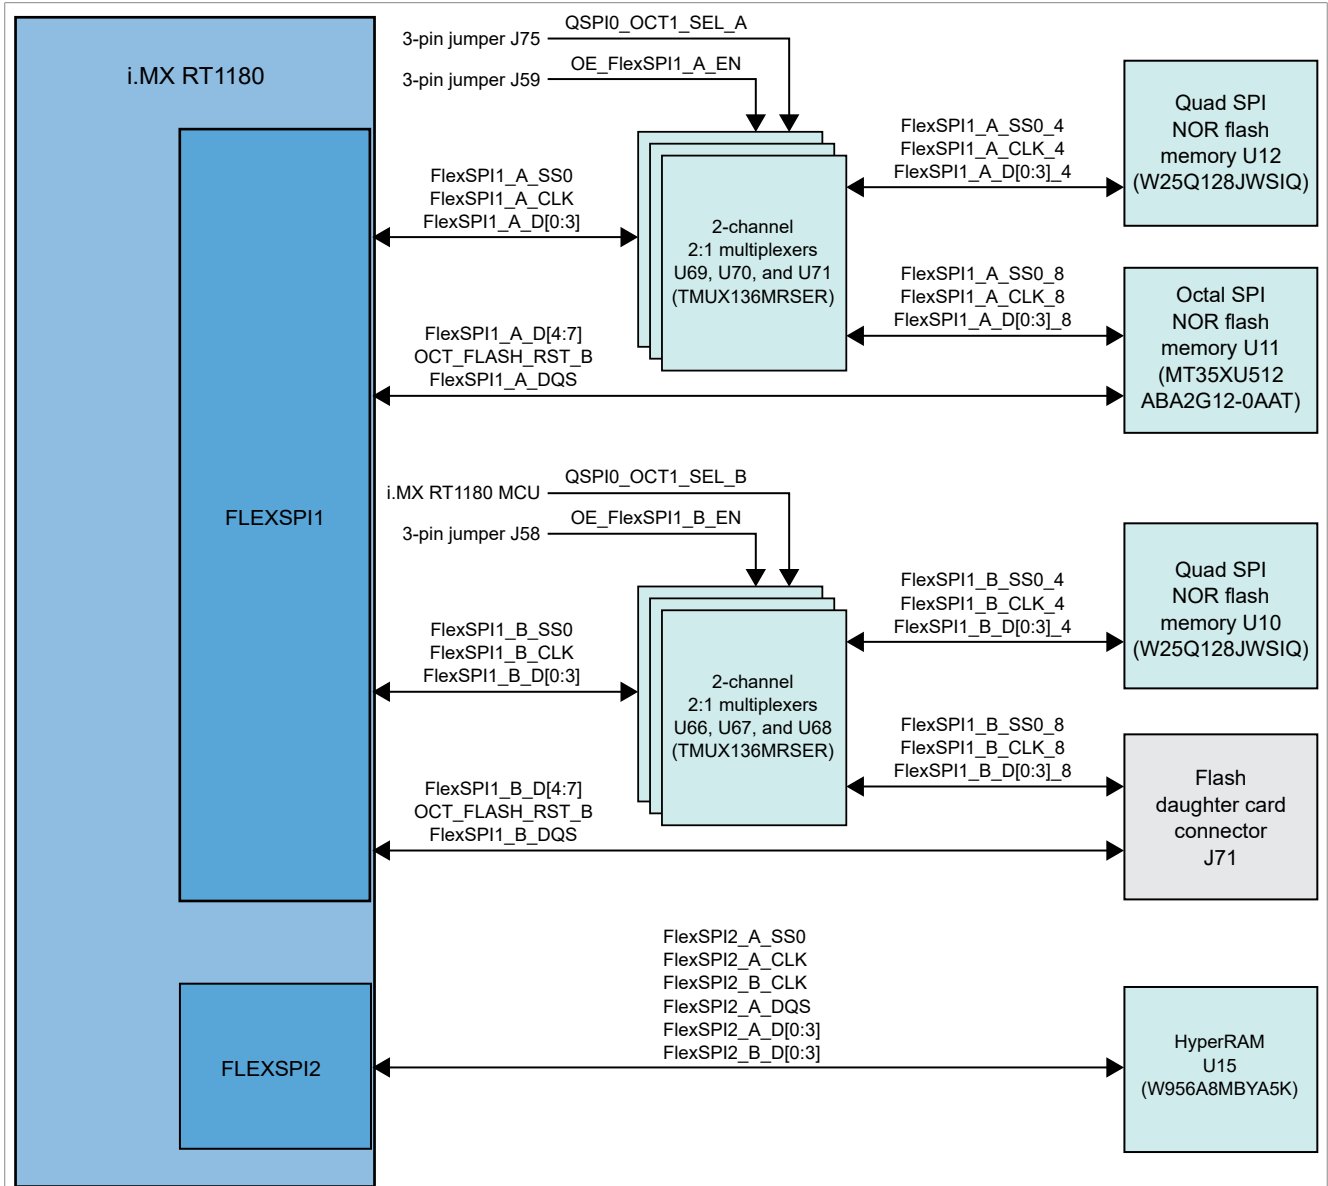 i.MX RT1180
QSPI0_OCT1_SEL_A
3-pin jumper J75
OE_FlexSPI1_A_EN
3-pin jumper J59
FlexSPI1_A_SS0
FlexSPI1_A_CLK
FlexSPI1_A_D[0:3]
2-channel
2:1 multiplexers
U69, U70, and U71
(TMUX136MRSER)
FlexSPI1_A_SS0_4
FlexSPI1_A_CLK_4
FlexSPI1_A_D[0:3]_4
Quad SPI
NOR flash
memory U12
(W25Q128JWSIQ)
FlexSPI1_A_SS0_8
FlexSPI1_A_CLK_8
FlexSPI1_A_D[0:3]_8
Octal SPI
NOR flash
memory U11
(MT35XU512
ABA2G12-0AAT)
FlexSPI1_A_D[4:7]
OCT_FLASH_RST_B
FlexSPI1_A_DQS
FLEXSPI1
QSPI0_OCT1_SEL_B
i.MX RT1180 MCU
OE_FlexSPI1_B_EN
3-pin jumper J58
FlexSPI1_B_SS0
FlexSPI1_B_CLK
FlexSPI1_B_D[0:3]
2-channel
2:1 multiplexers
U66, U67, and U68
(TMUX136MRSER)
FlexSPI1_B_SS0_4
FlexSPI1_B_CLK_4
FlexSPI1_B_D[0:3]_4
Quad SPI
NOR flash
memory U10
(W25Q128JWSIQ)
FlexSPI1_B_SS0_8
FlexSPI1_B_CLK_8
FlexSPI1_B_D[0:3]_8
Flash
daughter card
connector
J71
FlexSPI1_B_D[4:7]
OCT_FLASH_RST_B
FlexSPI1_B_DQS
FLEXSPI2
FlexSPI2_A_SS0
FlexSPI2_A_CLK
FlexSPI2_B_CLK
FlexSPI2_A_DQS
FlexSPI2_A_D[0:3]
FlexSPI2_B_D[0:3]
HyperRAM
U15
(W956A8MBYA5K)